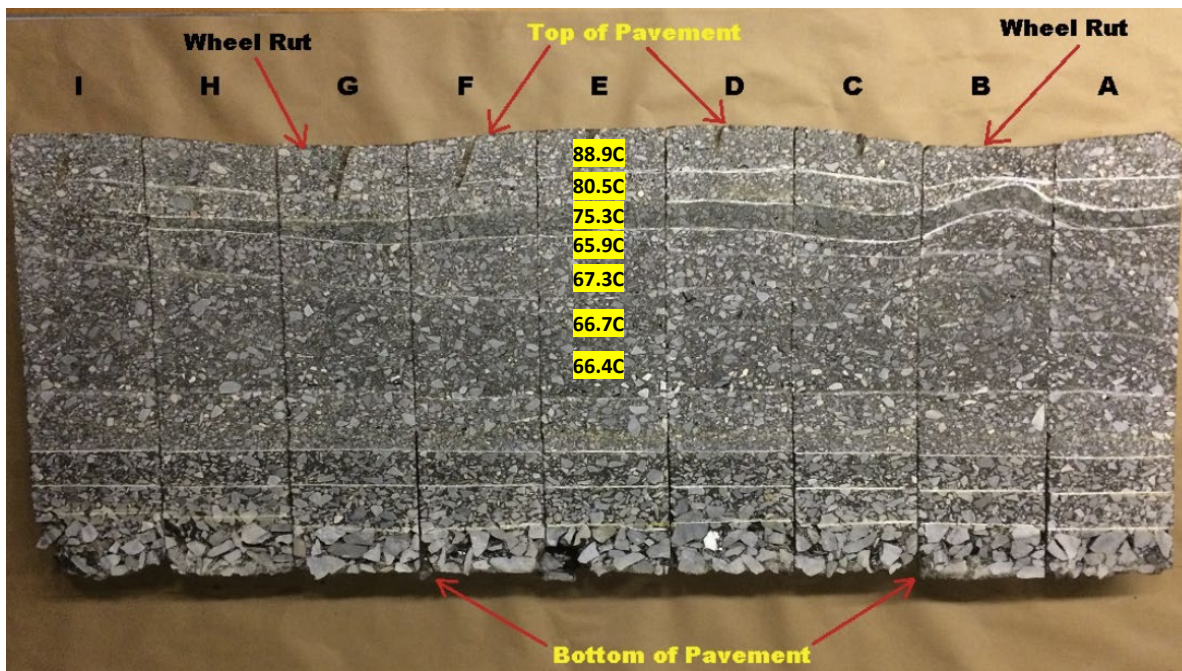 Wheel Rut
Top of Pavement
Wheel Rut
I H G F E D C B A
88.9C
80.5C
75.3C
65.9C
67.3C
66.7C
66.4C
Bottom of Pavement